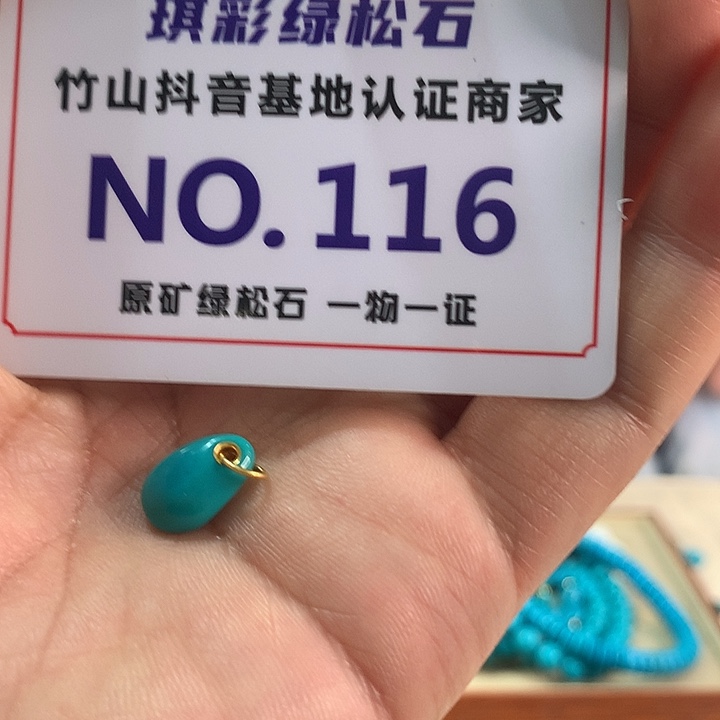 琪彩绿松石
竹山抖音基地认证商家
NO.116
原矿绿松石 一物一证